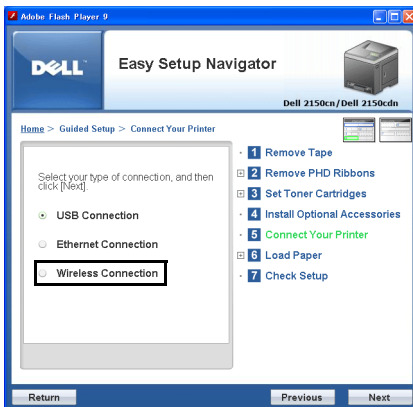 Adobe Flash Player 9
DELL
Easy Setup Navigator
Dell 2150cn/Dell 2150cdn
Home > Guided Setup > Connect Your Printer
Select your type of connection, and then
click [Next].
USB Connection
Ethernet Connection
Wireless Connection
1 Remove Tape
2 Remove PHD Ribbons
3 Set Toner Cartridges
4 Install Optional Accessories
5 Connect Your Printer
6 Load Paper
7 Check Setup
Return
Previous
Next